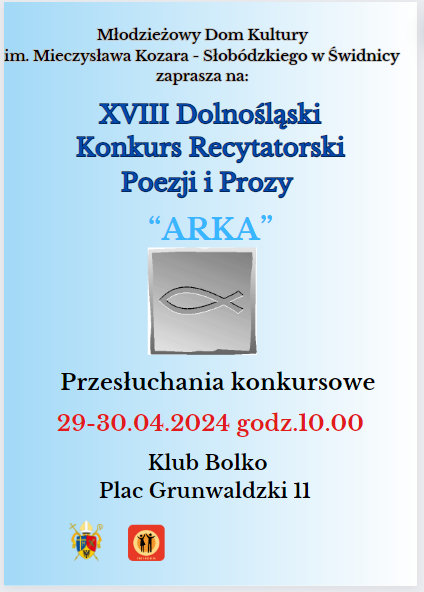 Młodzieżowy Dom Kultury
im. Mieczysława Kozara - Słobódzkiego w Świdnicy
zaprasza na:
XVIII Dolnośląski
Konkurs Recytatorski
Poezji i Prozy
“ARKA”
Przesłuchania konkursowe
29-30.04.2024 godz.10.00
Klub Bolko
Plac Grunwaldzki 11